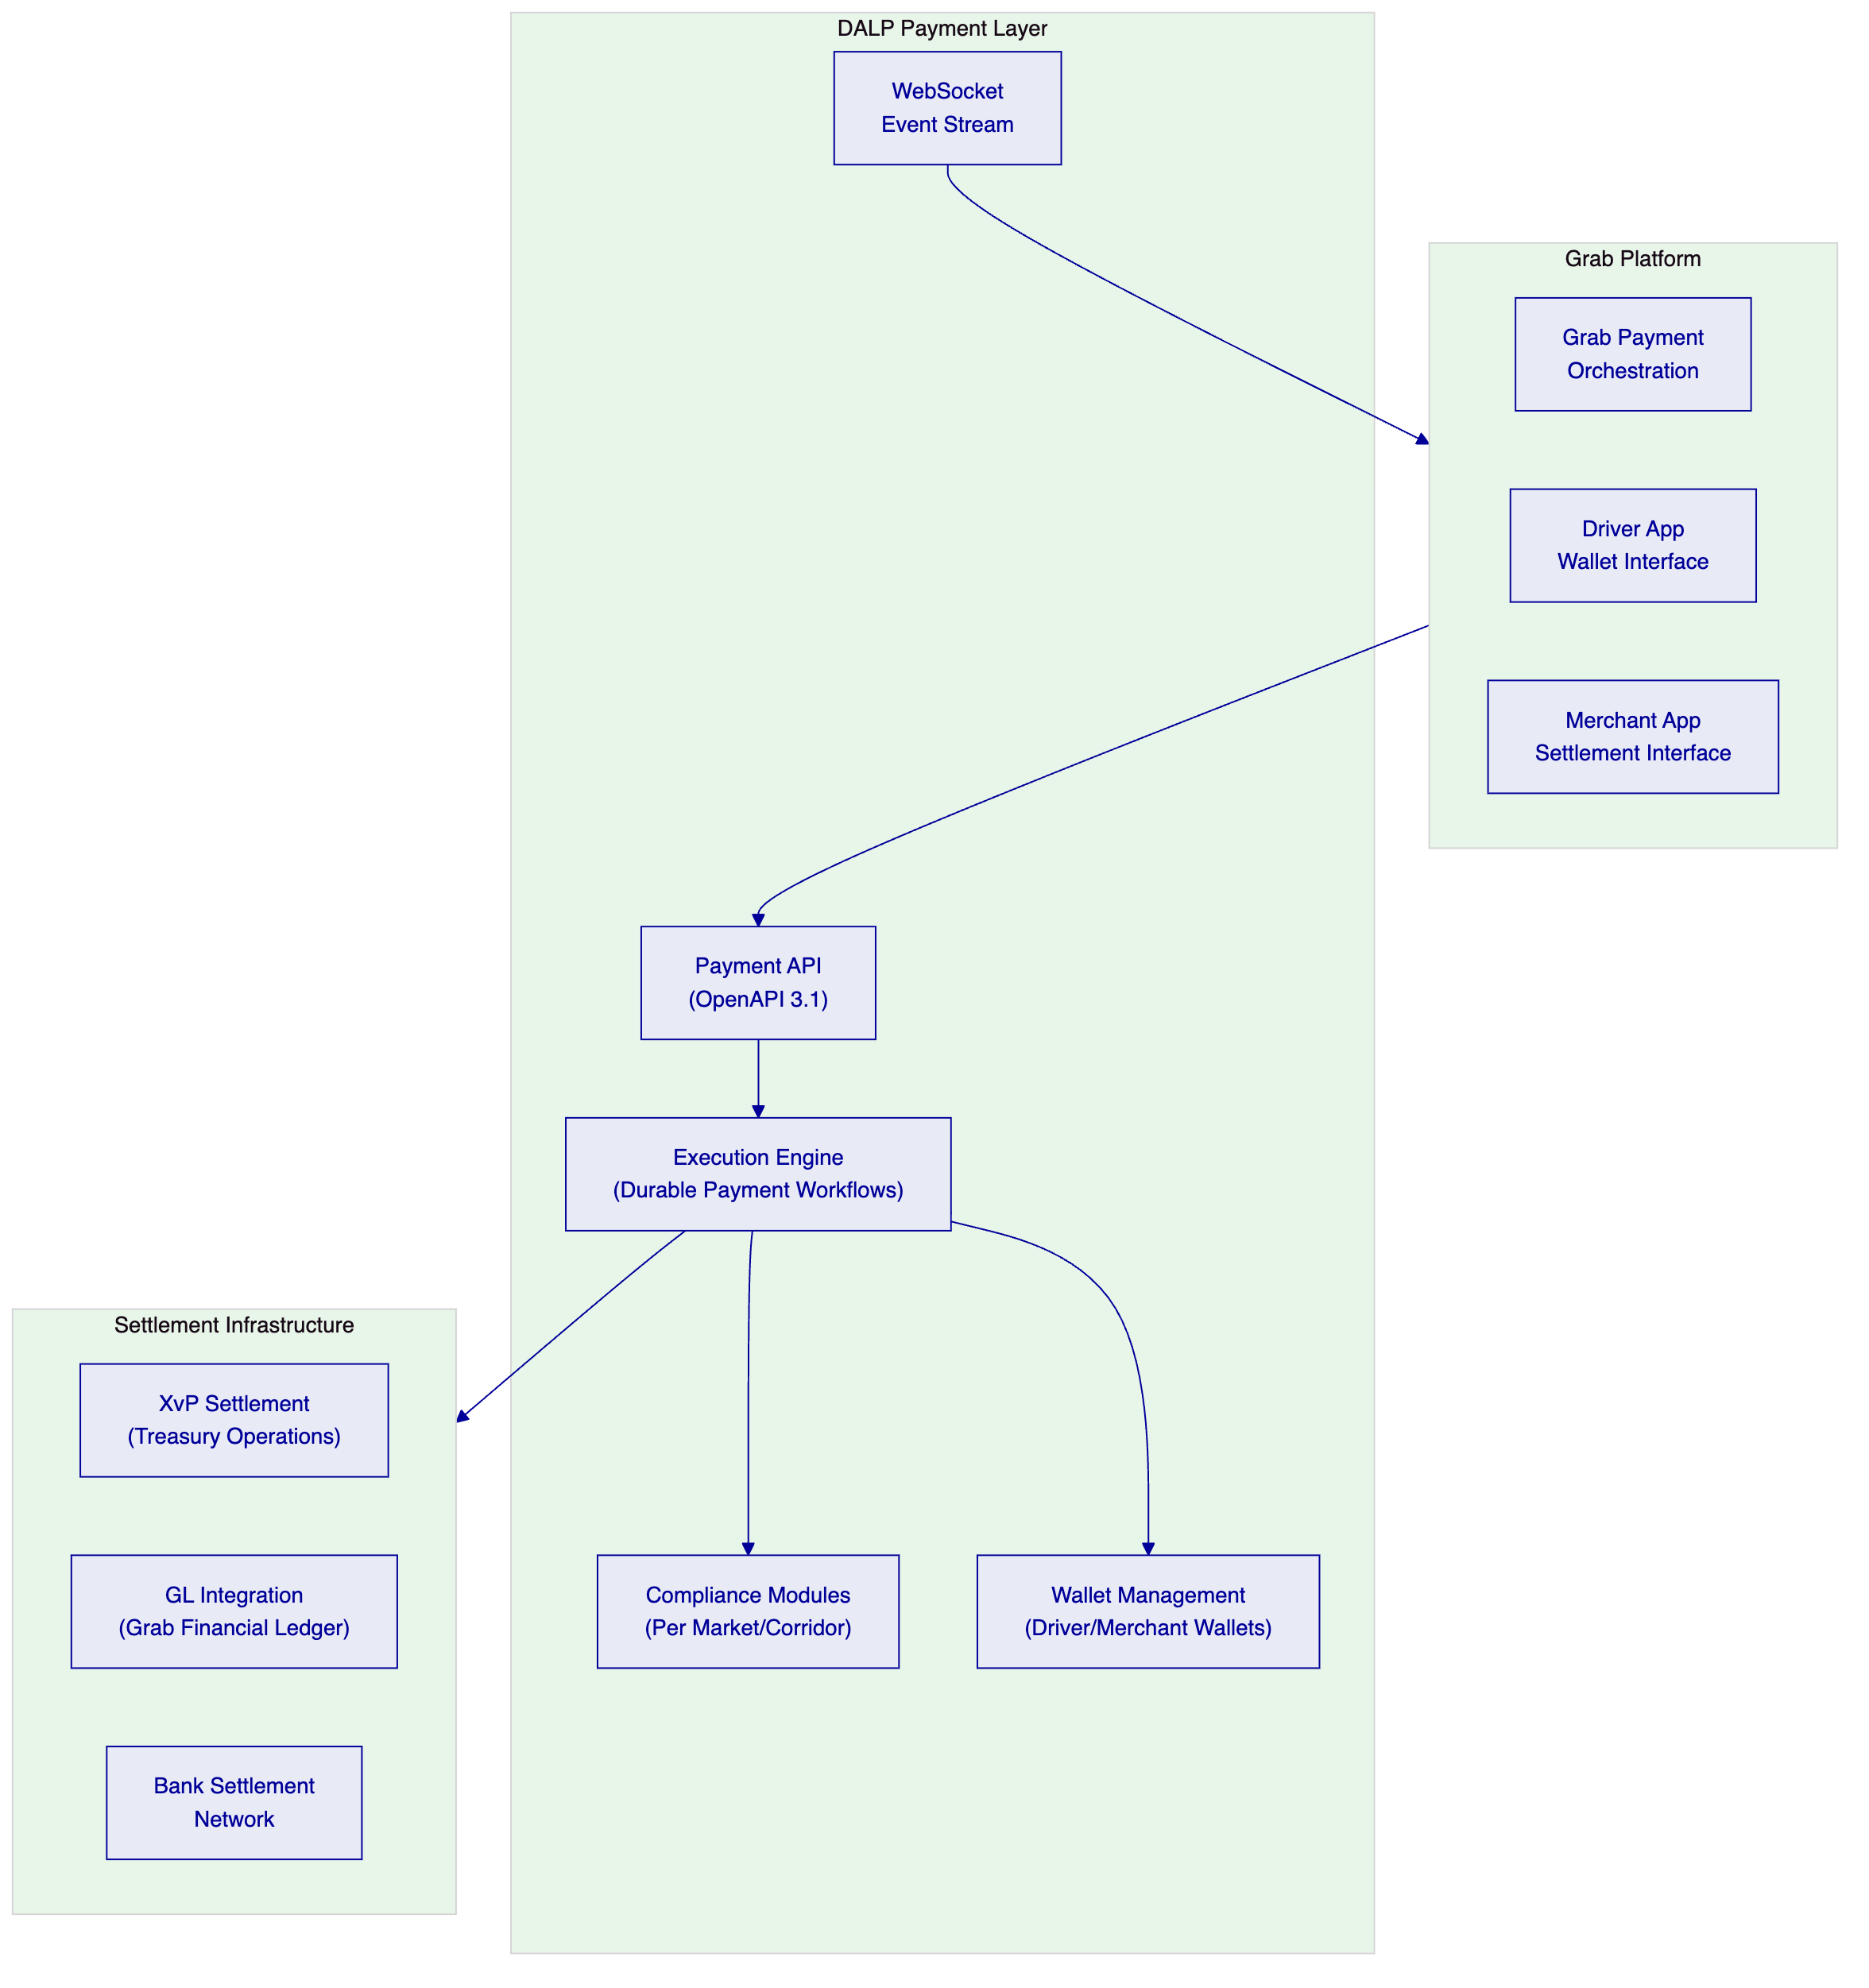 DALP Payment Layer
WebSocket
Event Stream
Grab Platform
Grab Payment
Orchestration
Driver App
Wallet Interface
Merchant App
Settlement Interface
Payment API
(OpenAPI 3.1)
Execution Engine
(Durable Payment Workflows)
Settlement Infrastructure
XvP Settlement
(Treasury Operations)
GL Integration
(Grab Financial Ledger)
Bank Settlement
Network
Compliance Modules
(Per Market/Corridor)
Wallet Management
(Driver/Merchant Wallets)